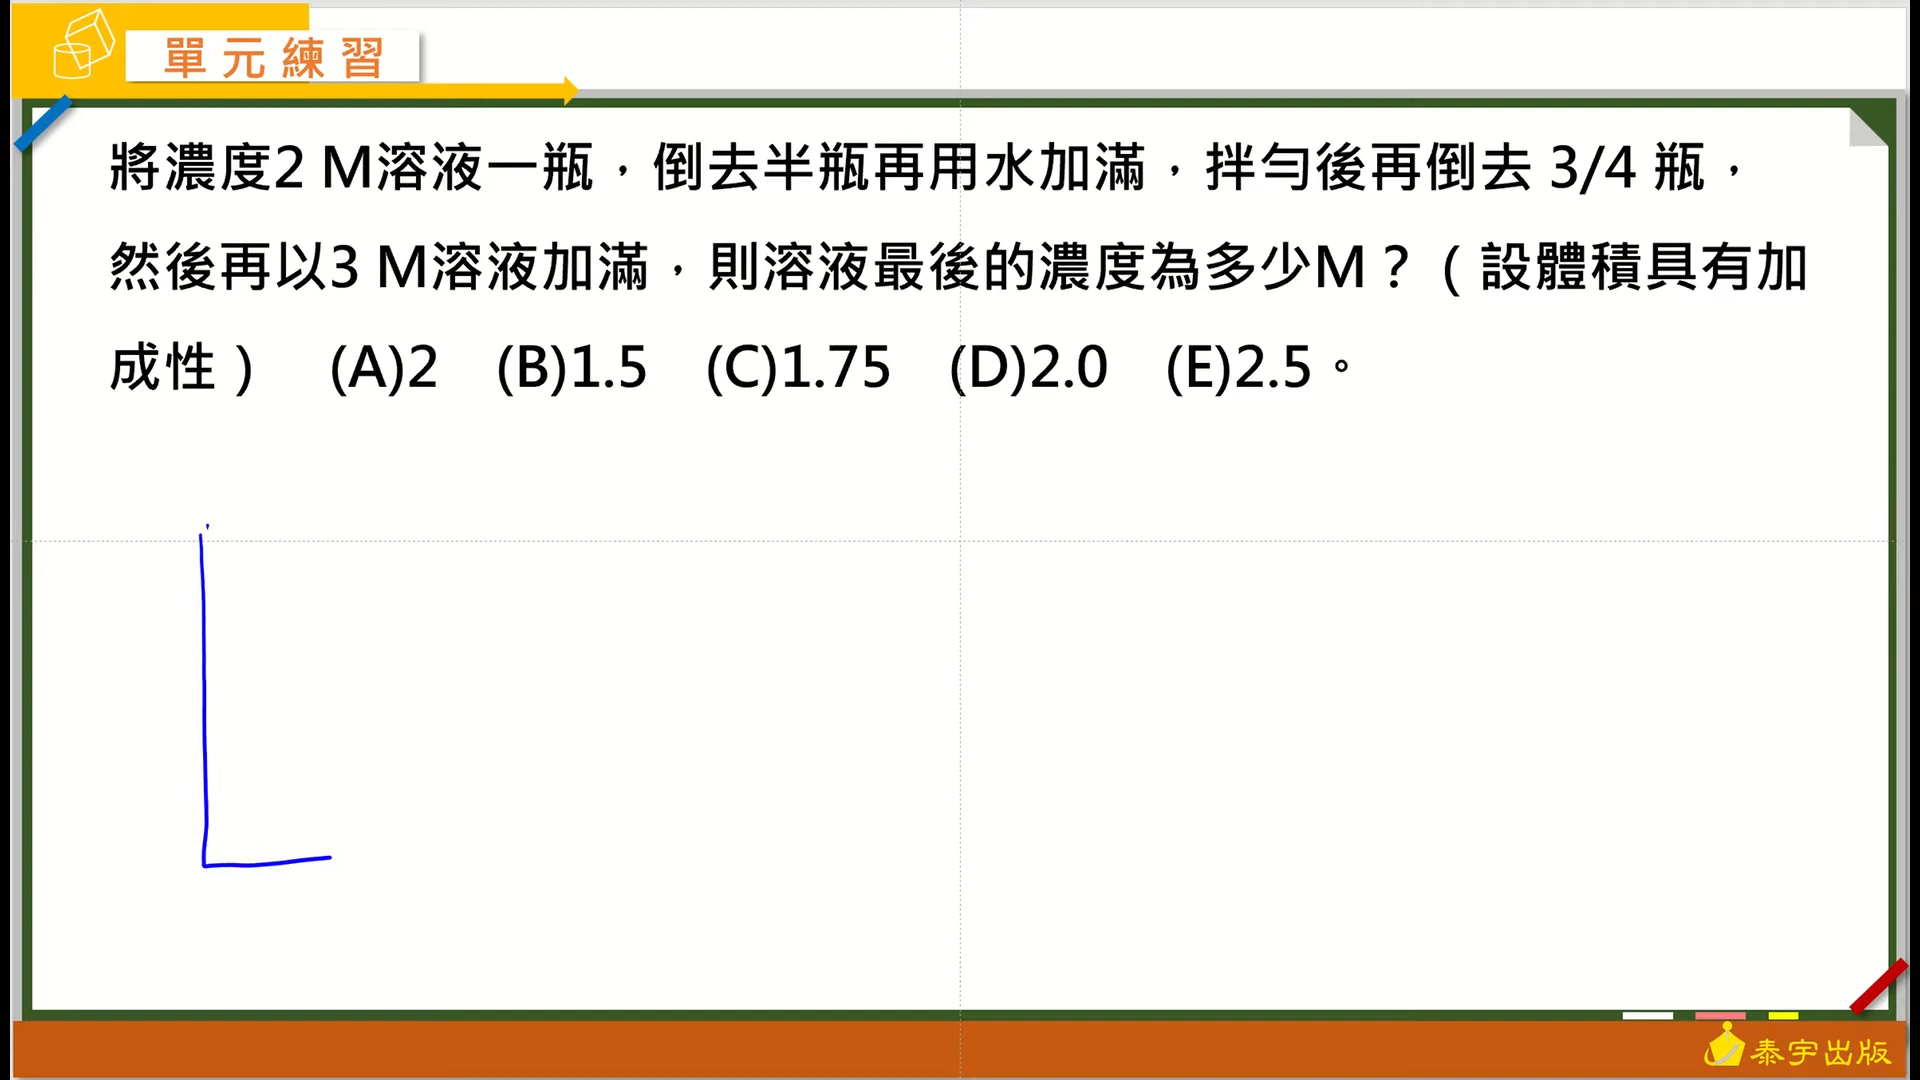 單元練習
將濃度2 M溶液一瓶，倒去半瓶再用水加滿，拌勻後再倒去 3/4 瓶，
然後再以3 M溶液加滿，則溶液最後的濃度為多少M？（設體積具有加
成性） (A)2 (B)1.5 (C)1.75 (D)2.0 (E)2.5。
泰宇出版